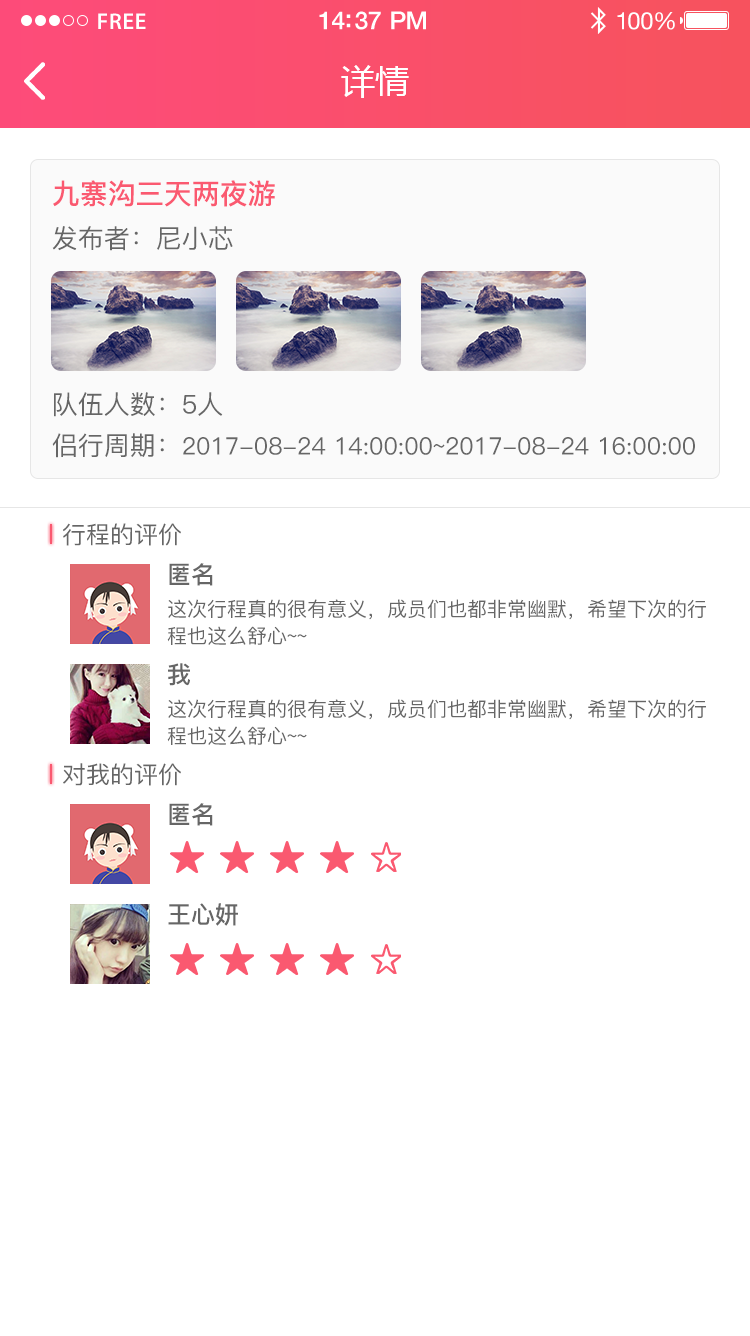 FREE 14:37 PM 100%
详情
九寨沟三天两夜游
发布者：尼小芯
队伍人数：5人
侣行周期：2017-08-24 14:00:00~2017-08-24 16:00:00
行程的评价
匿名
这次行程真的很有意义，成员们也都非常幽默，希望下次的行
程也这么舒心~~
我
这次行程真的很有意义，成员们也都非常幽默，希望下次的行
程也这么舒心~~
对我的评价
匿名
王心妍